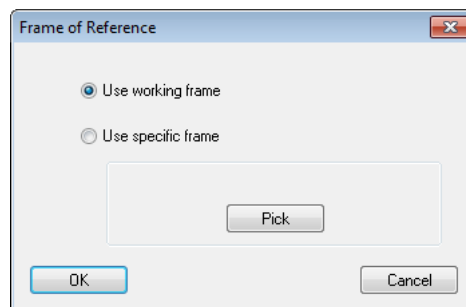 Frame of Reference
Use working frame
Use specific frame
Pick
OK
Cancel